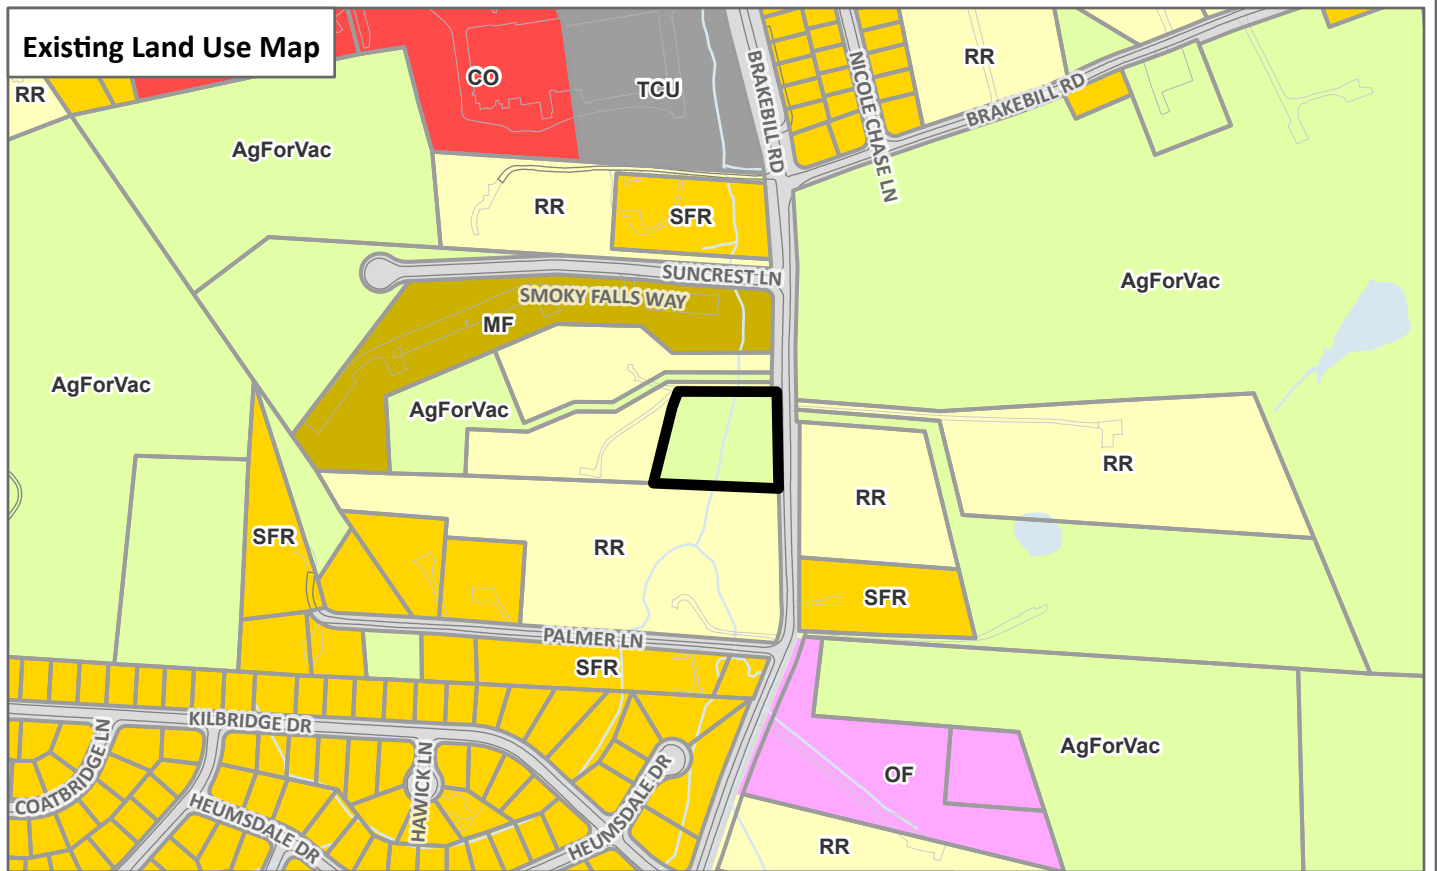 Existing Land Use Map
RR
CO
TCU
BRAKEBILL RD
NICOLE CHASE LN
RR
BRAKEBILL RD
AgForVac
RR
SFR
SUNCREST LN
AgForVac
SMOKY FALLS WAY
MF
AgForVac
AgForVac
RR
RR
SFR
RR
SFR
PALMER LN
SFR
KILBRIDGE DR
AgForVac
COATBRIDGE LN
HAWICK LN
HEUMSDALE DR
HEUMSDALE DR
OF
RR